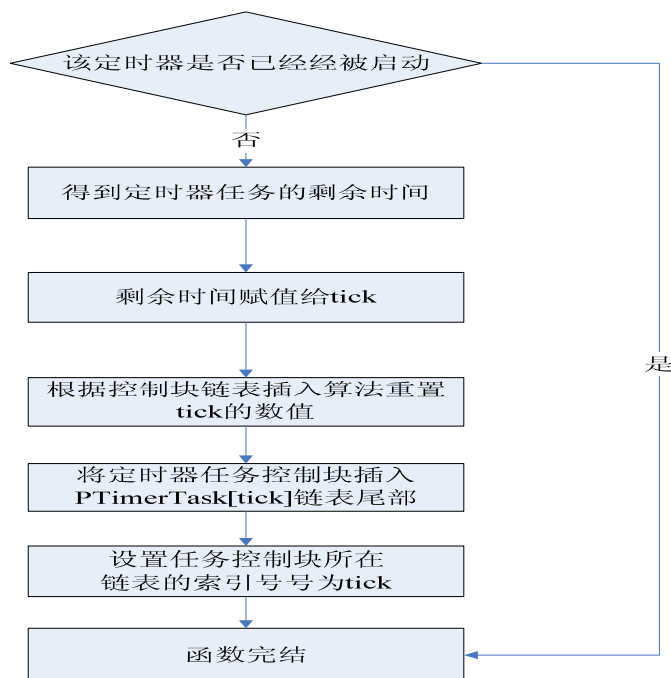 该定时器是否已经经被启动
否
得到定时器任务的剩余时间
剩余时间赋值给tick
是
根据控制块链表插入算法重置
tick的数值
将定时器任务控制块插入
PTimerTask[tick]链表尾部
设置任务控制块所在
链表的索引号号为tick
函数完结